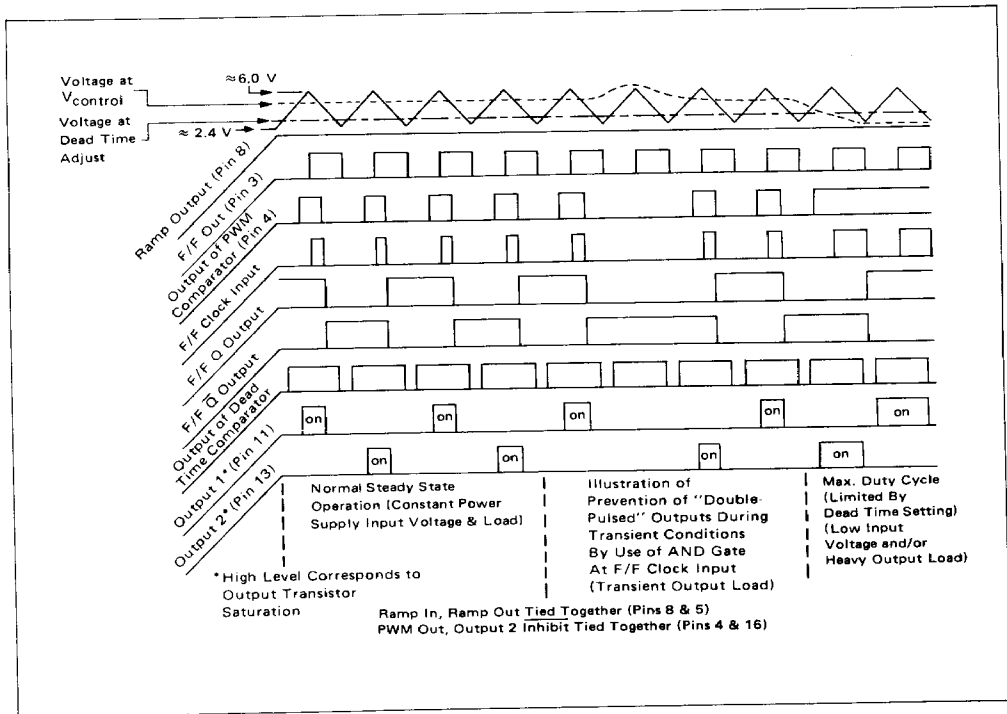 Voltage at
Vcontrol
≈6.0 V
Voltage at
Dead Time
Adjust
≈ 2.4 V
Ramp Output (Pin 8)
F/F Out (Pin 3)
Output of PWM
Comparator (Pin 4)
F/F Clock Input
F/F Q Output
F/F Q̅ Output
Output of Dead
Time Comparator
Output 1* (Pin 11)
Output 2* (Pin 13)
on on on on on
on on on on
Normal Steady State
Operation (Constant Power
Supply Input Voltage & Load)
Illustration of
Prevention of "Double-
Pulsed" Outputs During
Transient Conditions
By Use of AND Gate
At F/F Clock Input
(Transient Output Load)
Max. Duty Cycle
(Limited By
Dead Time Setting)
(Low Input
Voltage and/or
Heavy Output Load)
*High Level Corresponds to
Output Transistor
Saturation
Ramp In, Ramp Out Tied Together (Pins 8 & 5)
PWM Out, Output 2 I̅n̅h̅i̅b̅i̅t̅ Tied Together (Pins 4 & 16)